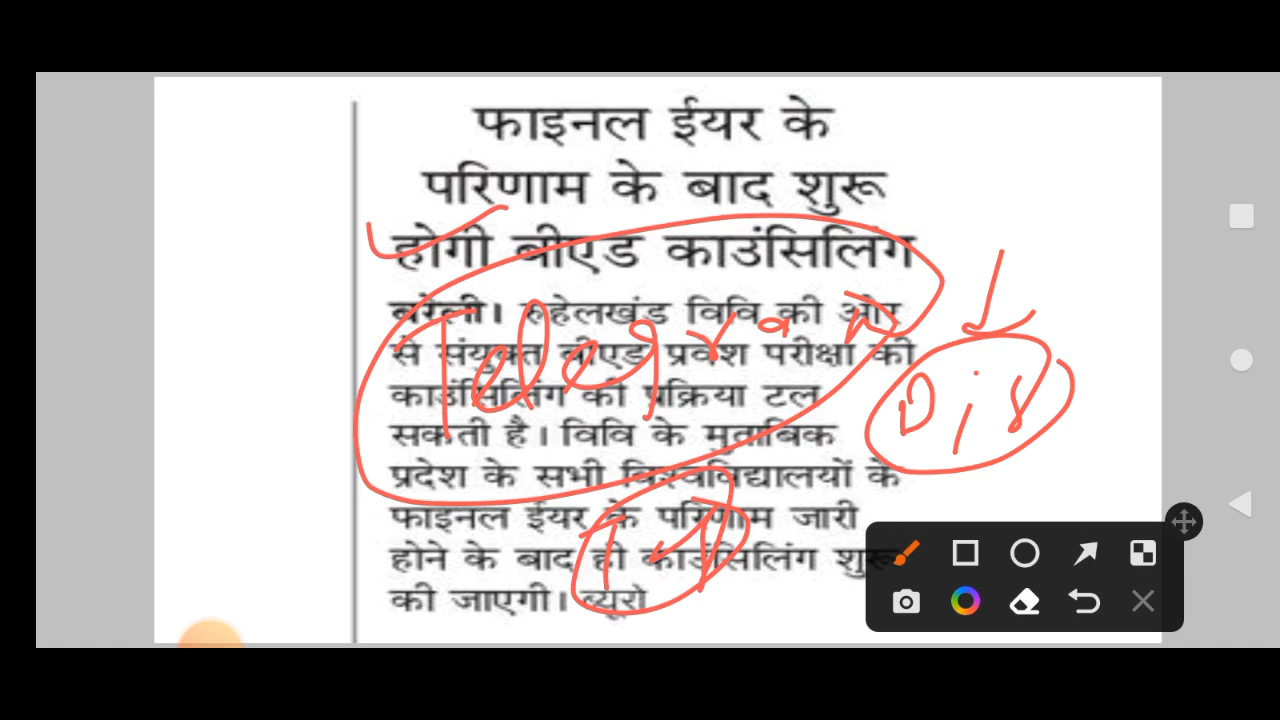 फाइनल ईयर के
परिणाम के बाद शुरू
होगी बीएड काउंसिलिंग
बरेली। रुहेलखंड विवि की ओर
से संयुक्त बीएड प्रवेश परीक्षा की
काउंसिलिंग की प्रक्रिया टल
सकती है। विवि के मुताबिक
प्रदेश के सभी विश्वविद्यालयों के
फाइनल ईयर के परिणाम जारी
होने के बाद ही काउंसिलिंग शुरू
की जाएगी। ब्यूरो
Telegram
Dis